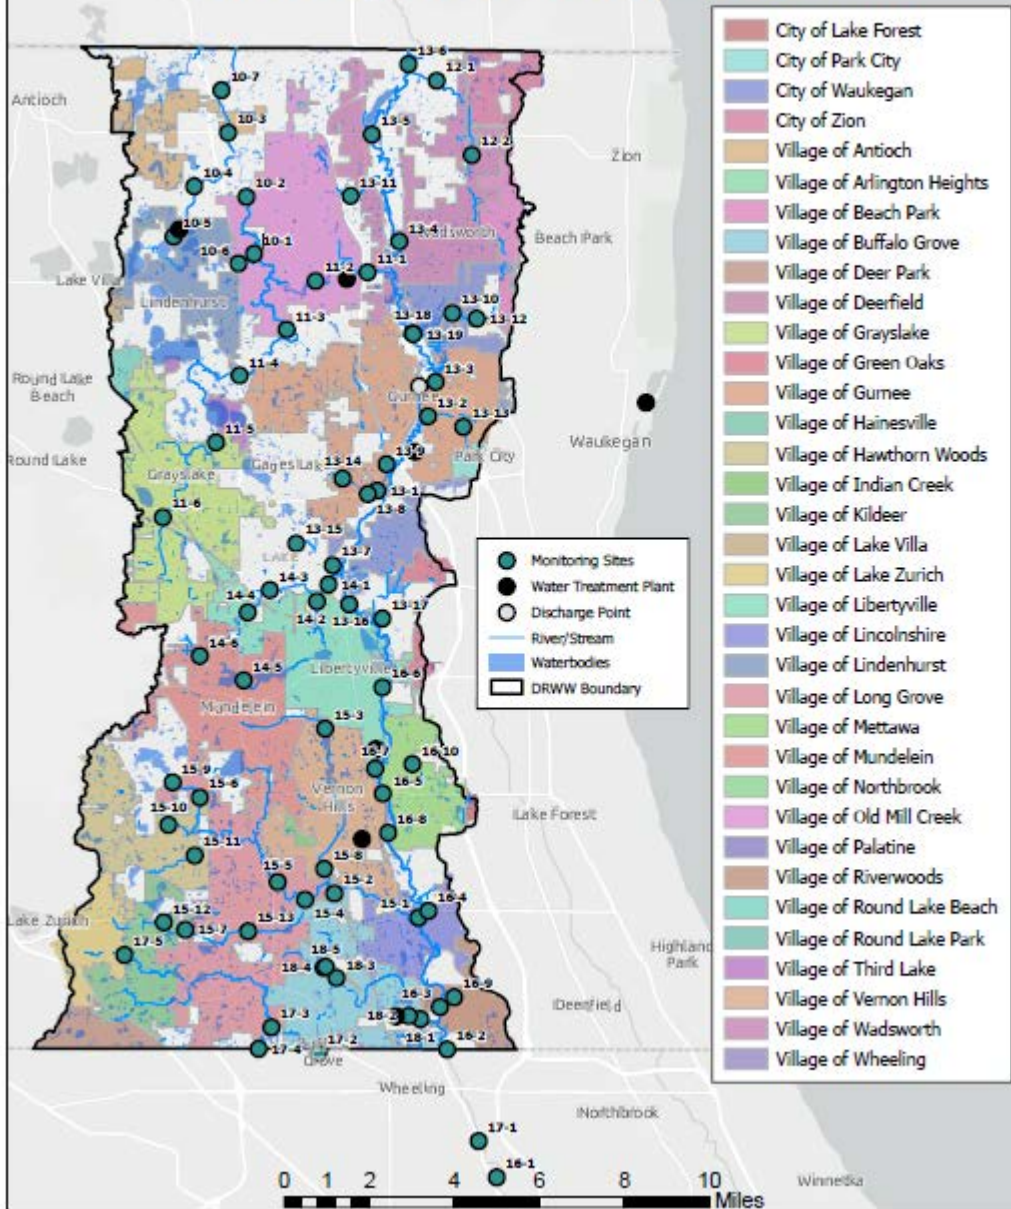 13-6
12-1
10-7
Antioch
10-3
13-5
12-2
Zion
10-4
10-2
13-11
10-5
13-4
Wadsworth
Beach Park
10-6
10-1
11-2
11-1
Lake Villa
Lindenhurst
13-10
13-18
13-12
11-3
13-19
11-4
13-3
Round Lake
Beach
Gurnee
13-2
13-13
Waukegan
11-5
Round Lake
Grayslake
Gages Lak
13-9
Park City
13-14
13-1
13-8
11-6
13-15
LAKE
13-7
14-3
14-1
14-4
14-2
13-16
13-17
14-6
14-5
Libertyville
16-6
Mundelein
15-3
16-7
16-10
15-9
15-6
Vernon
Hills
16-5
15-10
16-8
Lake Forest
15-11
15-8
15-5
15-2
15-4
15-1
16-4
Lake Zurich
15-12
15-7
15-13
17-5
18-5
18-4
18-3
Highland
Park
16-9
16-3
Deerfield
17-3
18-2
18-1
16-2
17-4
17-2
Grove
Wheeling
Northbrook
17-1
16-1
Winnetka
Monitoring Sites
Water Treatment Plant
Discharge Point
River/Stream
Waterbodies
DRWW Boundary
0 1 2 4 6 8 10
Miles
City of Lake Forest
City of Park City
City of Waukegan
City of Zion
Village of Antioch
Village of Arlington Heights
Village of Beach Park
Village of Buffalo Grove
Village of Deer Park
Village of Deerfield
Village of Grayslake
Village of Green Oaks
Village of Gurnee
Village of Hainesville
Village of Hawthorn Woods
Village of Indian Creek
Village of Kildeer
Village of Lake Villa
Village of Lake Zurich
Village of Libertyville
Village of Lincolnshire
Village of Lindenhurst
Village of Long Grove
Village of Mettawa
Village of Mundelein
Village of Northbrook
Village of Old Mill Creek
Village of Palatine
Village of Riverwoods
Village of Round Lake Beach
Village of Round Lake Park
Village of Third Lake
Village of Vernon Hills
Village of Wadsworth
Village of Wheeling